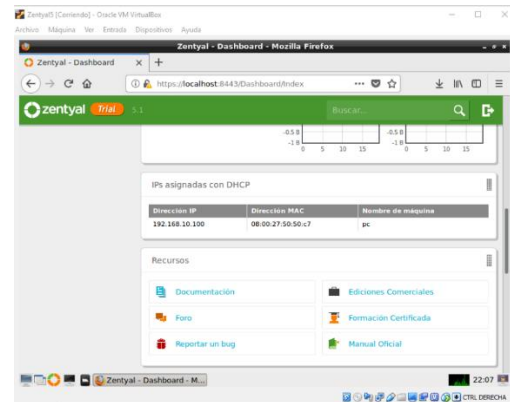 Zentyal5 [Corriendo] - Oracle VM VirtualBox
Archivo Máquina Ver Entrada Dispositivos Ayuda
Zentyal - Dashboard - Mozilla Firefox
Zentyal - Dashboard
https://localhost:8443/Dashboard/Index
zentyal Trial 5.1 Buscar...
-0.5 B -0.5 B
-1 B -1 B
0 5 10 15 0 5 10 15
IPs asignadas con DHCP
Dirección IP Dirección MAC Nombre de máquina
192.168.10.100 08:00:27:50:50:c7 pc
Recursos
Documentación Ediciones Comerciales
Foro Formación Certificada
Reportar un bug Manual Oficial
Zentyal - Dashboard - M... 22:07
CTRL DERECHA